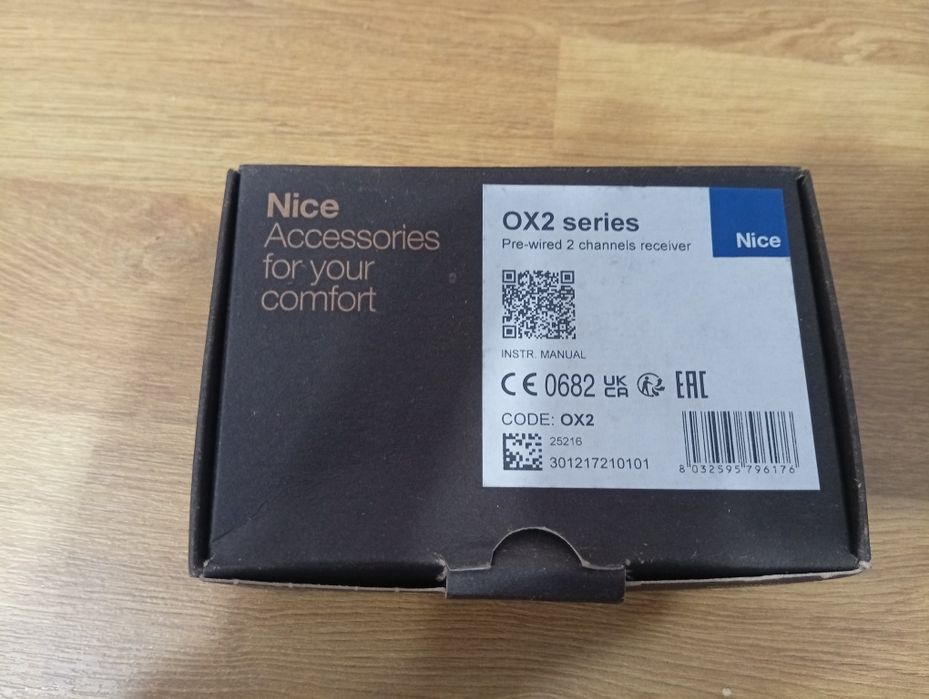 Nice
Accessories
for your
comfort
OX2 series
Pre-wired 2 channels receiver
Nice
INSTR. MANUAL
CE 0682 UK CA EAC
CODE: OX2
25216
301217210101
8 032595 796176